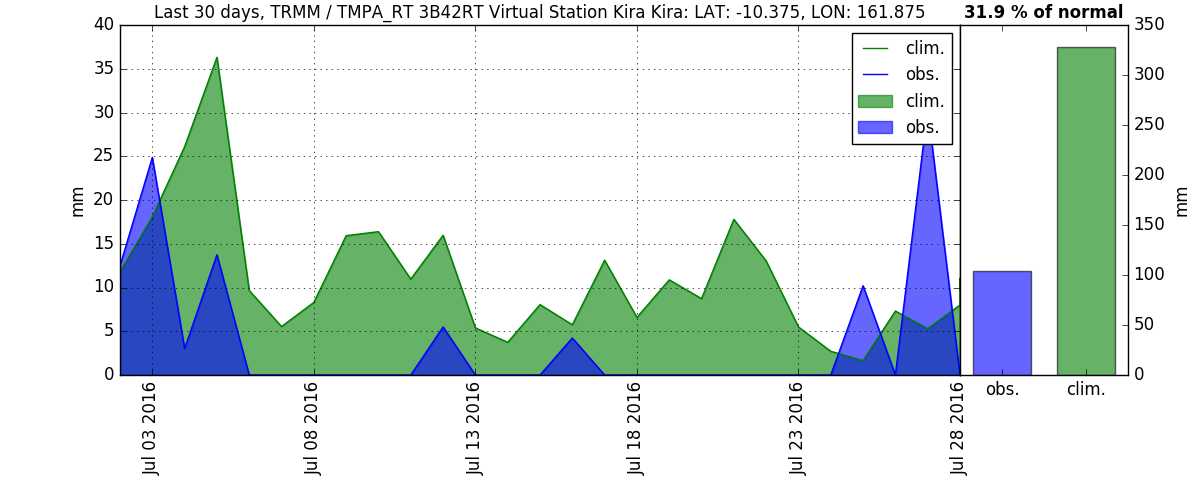 Last 30 days, TRMM / TMPA_RT 3B42RT Virtual Station Kira Kira: LAT: -10.375, LON: 161.875
31.9 % of normal
40
35
30
25
20
15
10
5
0
mm
clim.
obs.
clim.
obs.
Jul 03 2016
Jul 08 2016
Jul 13 2016
Jul 18 2016
Jul 23 2016
Jul 28 2016
obs.
clim.
350
300
250
200
150
100
50
0
mm